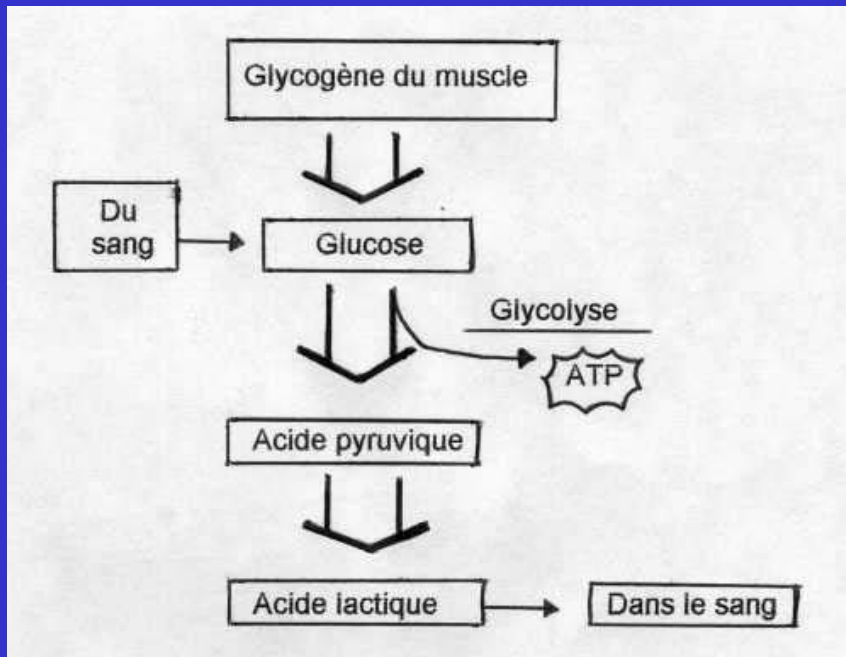 Glycogène du muscle
Du
sang
Glucose
Glycolyse
ATP
Acide pyruvique
Acide lactique
Dans le sang